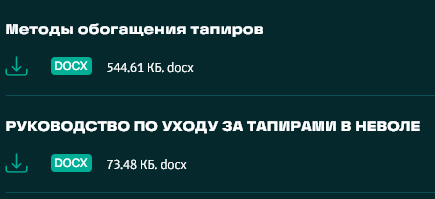 Методы обогащения тапиров
DOCX 544.61 КБ, docx
РУКОВОДСТВО ПО УХОДУ ЗА ТАПИРАМИ В НЕВОЛЕ
DOCX 73.48 КБ, docx